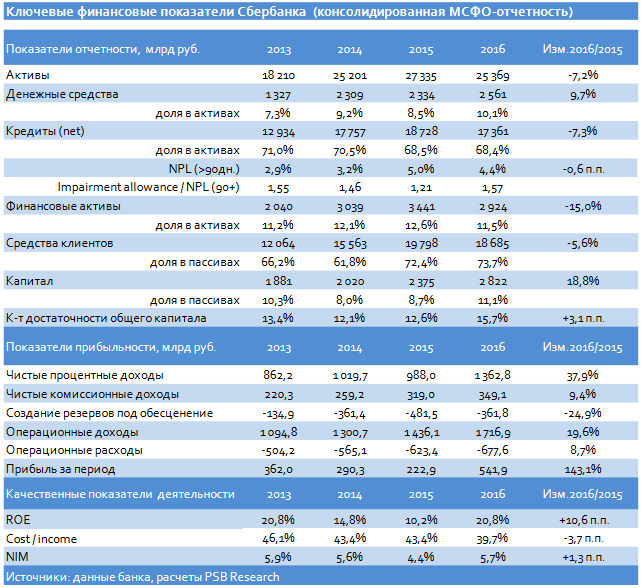 Ключевые финансовые показатели Сбербанка (консолидированная МСФО-отчетность)
Показатели отчетности, млрд руб. 2013 2014 2015 2016 Изм.2016/2015
Активы 18 210 25 201 27 335 25 369 -7,2%
Денежные средства 1 327 2 309 2 334 2 561 9,7%
доля в активах 7,3% 9,2% 8,5% 10,1%
Кредиты (net) 12 934 17 757 18 728 17 361 -7,3%
доля в активах 71,0% 70,5% 68,5% 68,4%
NPL (>90дн.) 2,9% 3,2% 5,0% 4,4% -0,6 п.п.
Impairment allowance / NPL (90+) 1,55 1,46 1,21 1,57
Финансовые активы 2 040 3 039 3 441 2 924 -15,0%
доля в активах 11,2% 12,1% 12,6% 11,5%
Средства клиентов 12 064 15 563 19 798 18 685 -5,6%
доля в пассивах 66,2% 61,8% 72,4% 73,7%
Капитал 1 881 2 020 2 375 2 822 18,8%
доля в пассивах 10,3% 8,0% 8,7% 11,1%
К-т достаточности общего капитала 13,4% 12,1% 12,6% 15,7% +3,1 п.п.
Показатели прибыльности, млрд руб. 2013 2014 2015 2016 Изм.2016/2015
Чистые процентные доходы 862,2 1 019,7 988,0 1 362,8 37,9%
Чистые комиссионные доходы 220,3 259,2 319,0 349,1 9,4%
Создание резервов под обесценение -134,9 -361,4 -481,5 -361,8 -24,9%
Операционные доходы 1 094,8 1 300,7 1 436,1 1 716,9 19,6%
Операционные расходы -504,2 -565,1 -623,4 -677,6 8,7%
Прибыль за период 362,0 290,3 222,9 541,9 143,1%
Качественные показатели деятельности 2013 2014 2015 2016 Изм.2016/2015
ROE 20,8% 14,8% 10,2% 20,8% +10,6 п.п.
Cost / income 46,1% 43,4% 43,4% 39,7% -3,7 п.п.
NIM 5,9% 5,6% 4,4% 5,7% +1,3 п.п.
Источники: данные банка, расчеты PSB Research